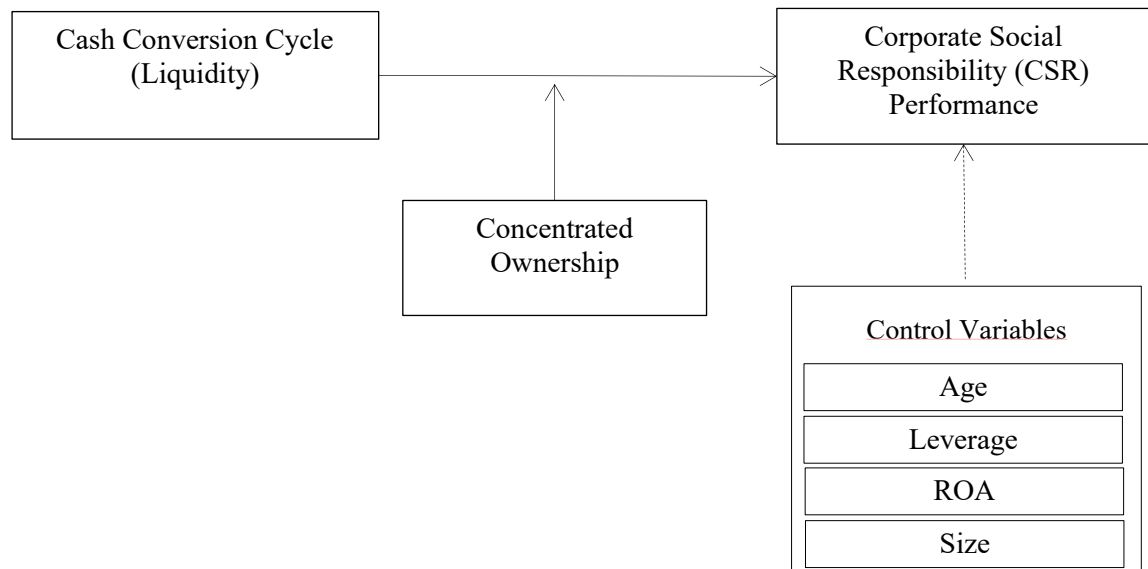 Cash Conversion Cycle
(Liquidity)
Corporate Social
Responsibility (CSR)
Performance
Concentrated
Ownership
Control Variables
Age
Leverage
ROA
Size